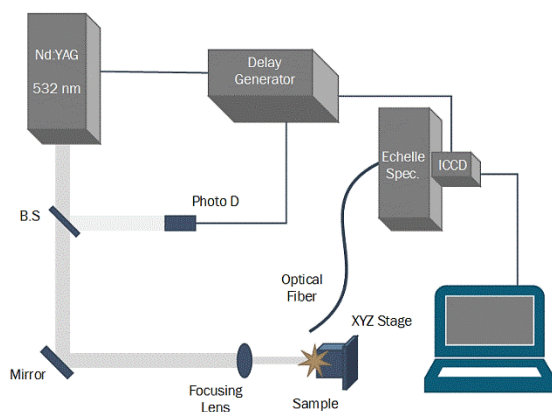 Nd:YAG
532 nm
Delay
Generator
Echelle
Spec.
ICCD
B.S
Photo D
Optical
Fiber
XYZ Stage
Mirror
Focusing
Lens
Sample